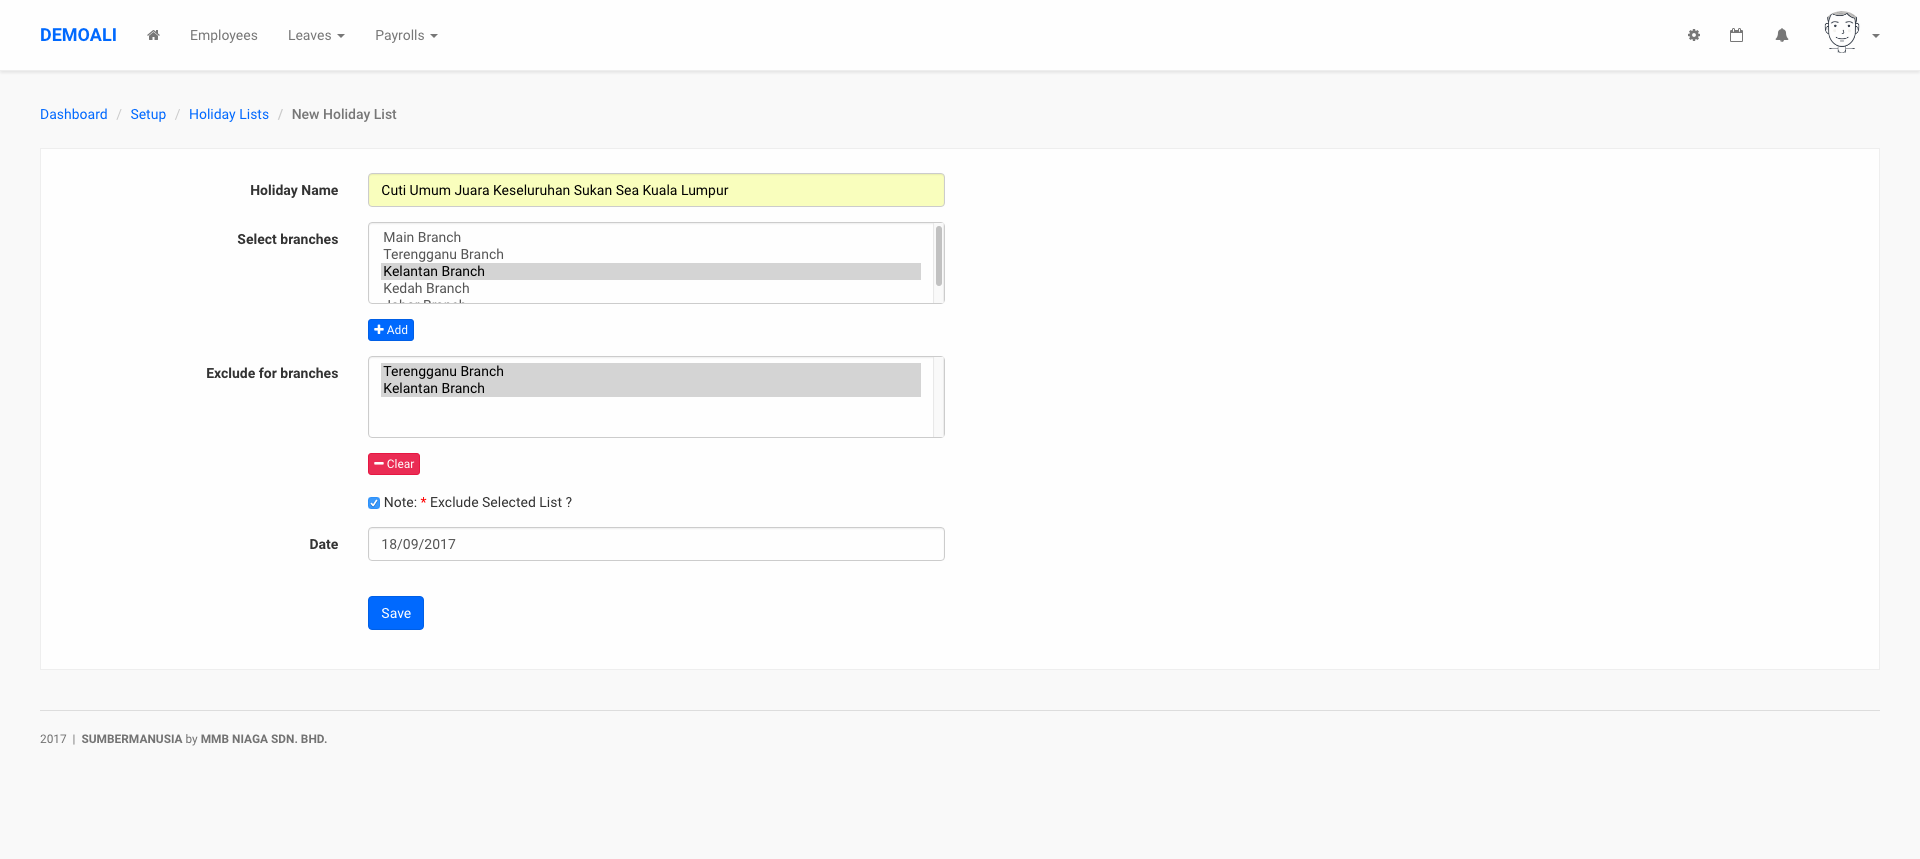 DEMOALI Employees Leaves Payrolls
Dashboard / Setup / Holiday Lists / New Holiday List
Holiday Name Cuti Umum Juara Keseluruhan Sukan Sea Kuala Lumpur
Select branches
Main Branch
Terengganu Branch
Kelantan Branch
Kedah Branch
Add
Exclude for branches
Terengganu Branch
Kelantan Branch
Clear
Note: * Exclude Selected List ?
Date 18/09/2017
Save
2017 | SUMBERMANUSIA by MMB NIAGA SDN. BHD.